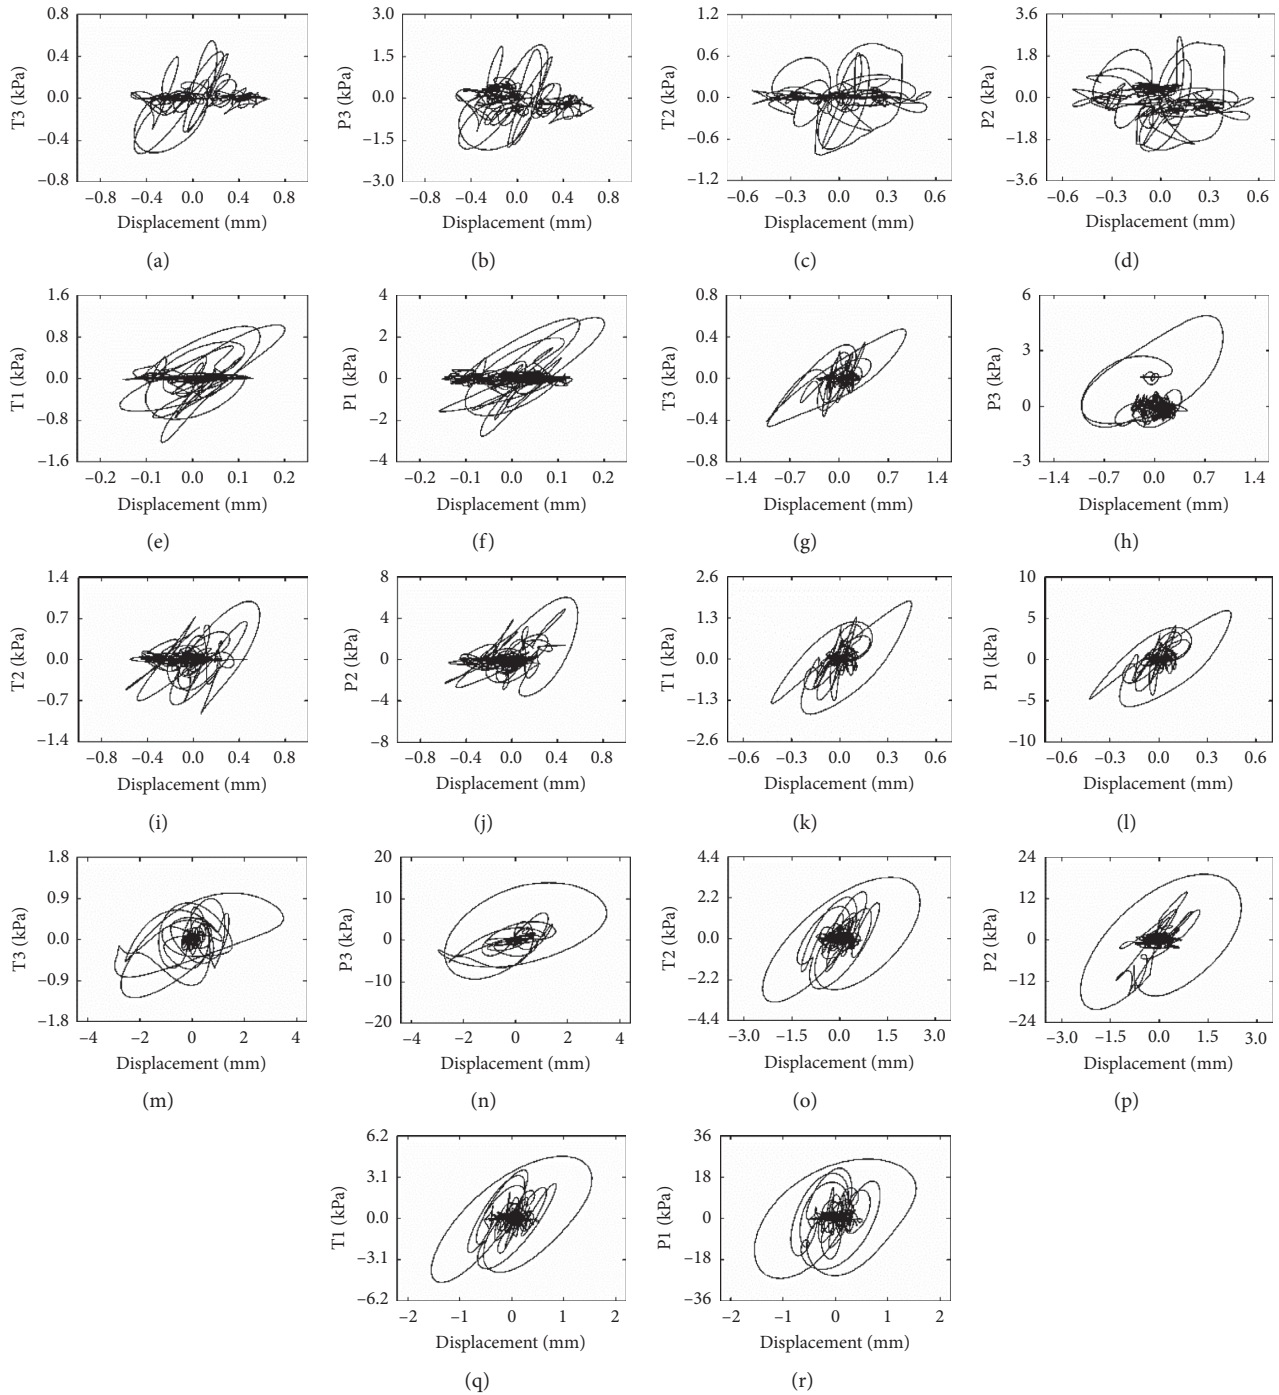 T3 (kPa)
0.8
0.4
0.0
–0.4
–0.8
–0.8 –0.4 0.0 0.4 0.8
Displacement (mm)
(a)
P3 (kPa)
3.0
1.5
0.0
–1.5
–3.0
–0.8 –0.4 0.0 0.4 0.8
Displacement (mm)
(b)
T2 (kPa)
1.2
0.6
0.0
–0.6
–1.2
–0.6 –0.3 0.0 0.3 0.6
Displacement (mm)
(c)
P2 (kPa)
3.6
1.8
0.0
–1.8
–3.6
–0.6 –0.3 0.0 0.3 0.6
Displacement (mm)
(d)
T1 (kPa)
1.6
0.8
0.0
–0.8
–1.6
–0.2 –0.1 0.0 0.1 0.2
Displacement (mm)
(e)
P1 (kPa)
4
2
0
–2
–4
–0.2 –0.1 0.0 0.1 0.2
Displacement (mm)
(f)
T3 (kPa)
0.8
0.4
0.0
–0.4
0.8
–1.4 –0.7 0.0 0.7 1.4
Displacement (mm)
(g)
P3 (kPa)
6
3
0
–3
–1.4 –0.7 0.0 0.7 1.4
Displacement (mm)
(h)
T2 (kPa)
1.4
0.7
0.0
–0.7
–1.4
–0.8 –0.4 0.0 0.4 0.8
Displacement (mm)
(i)
P2 (kPa)
8
4
0
–4
–8
–0.8 –0.4 0.0 0.4 0.8
Displacement (mm)
(j)
T1 (kPa)
2.6
1.3
0.0
–1.3
–2.6
–0.6 –0.3 0.0 0.3 0.6
Displacement (mm)
(k)
P1 (kPa)
10
5
0
–5
–10
–0.6 –0.3 0.0 0.3 0.6
Displacement (mm)
(l)
T3 (kPa)
1.8
0.9
0.0
–0.9
–1.8
–4 –2 0 2 4
Displacement (mm)
(m)
P3 (kPa)
20
10
0
–10
–20
–4 –2 0 2 4
Displacement (mm)
(n)
T2 (kPa)
4.4
2.2
0.0
–2.2
–4.4
–3.0 –1.5 0.0 1.5 3.0
Displacement (mm)
(o)
P2 (kPa)
24
12
0
–12
–24
–3.0 –1.5 0.0 1.5 3.0
Displacement (mm)
(p)
T1 (kPa)
6.2
3.1
0.0
–3.1
–6.2
–2 –1 0 1 2
Displacement (mm)
(q)
P1 (kPa)
36
18
0
–18
–36
–2 –1 0 1 2
Displacement (mm)
(r)